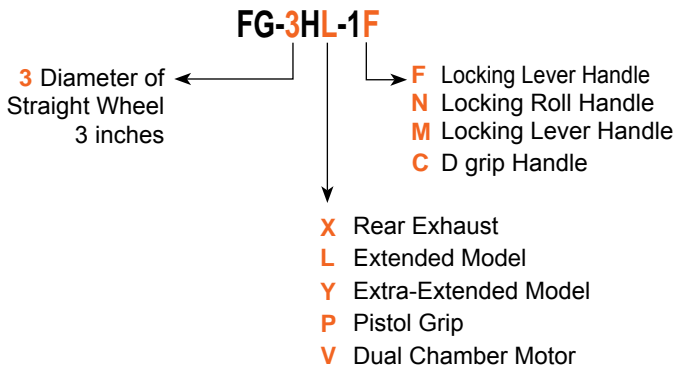 FG-3HL-1F
3 Diameter of
Straight Wheel
3 inches
F Locking Lever Handle
N Locking Roll Handle
M Locking Lever Handle
C D grip Handle
X Rear Exhaust
L Extended Model
Y Extra-Extended Model
P Pistol Grip
V Dual Chamber Motor